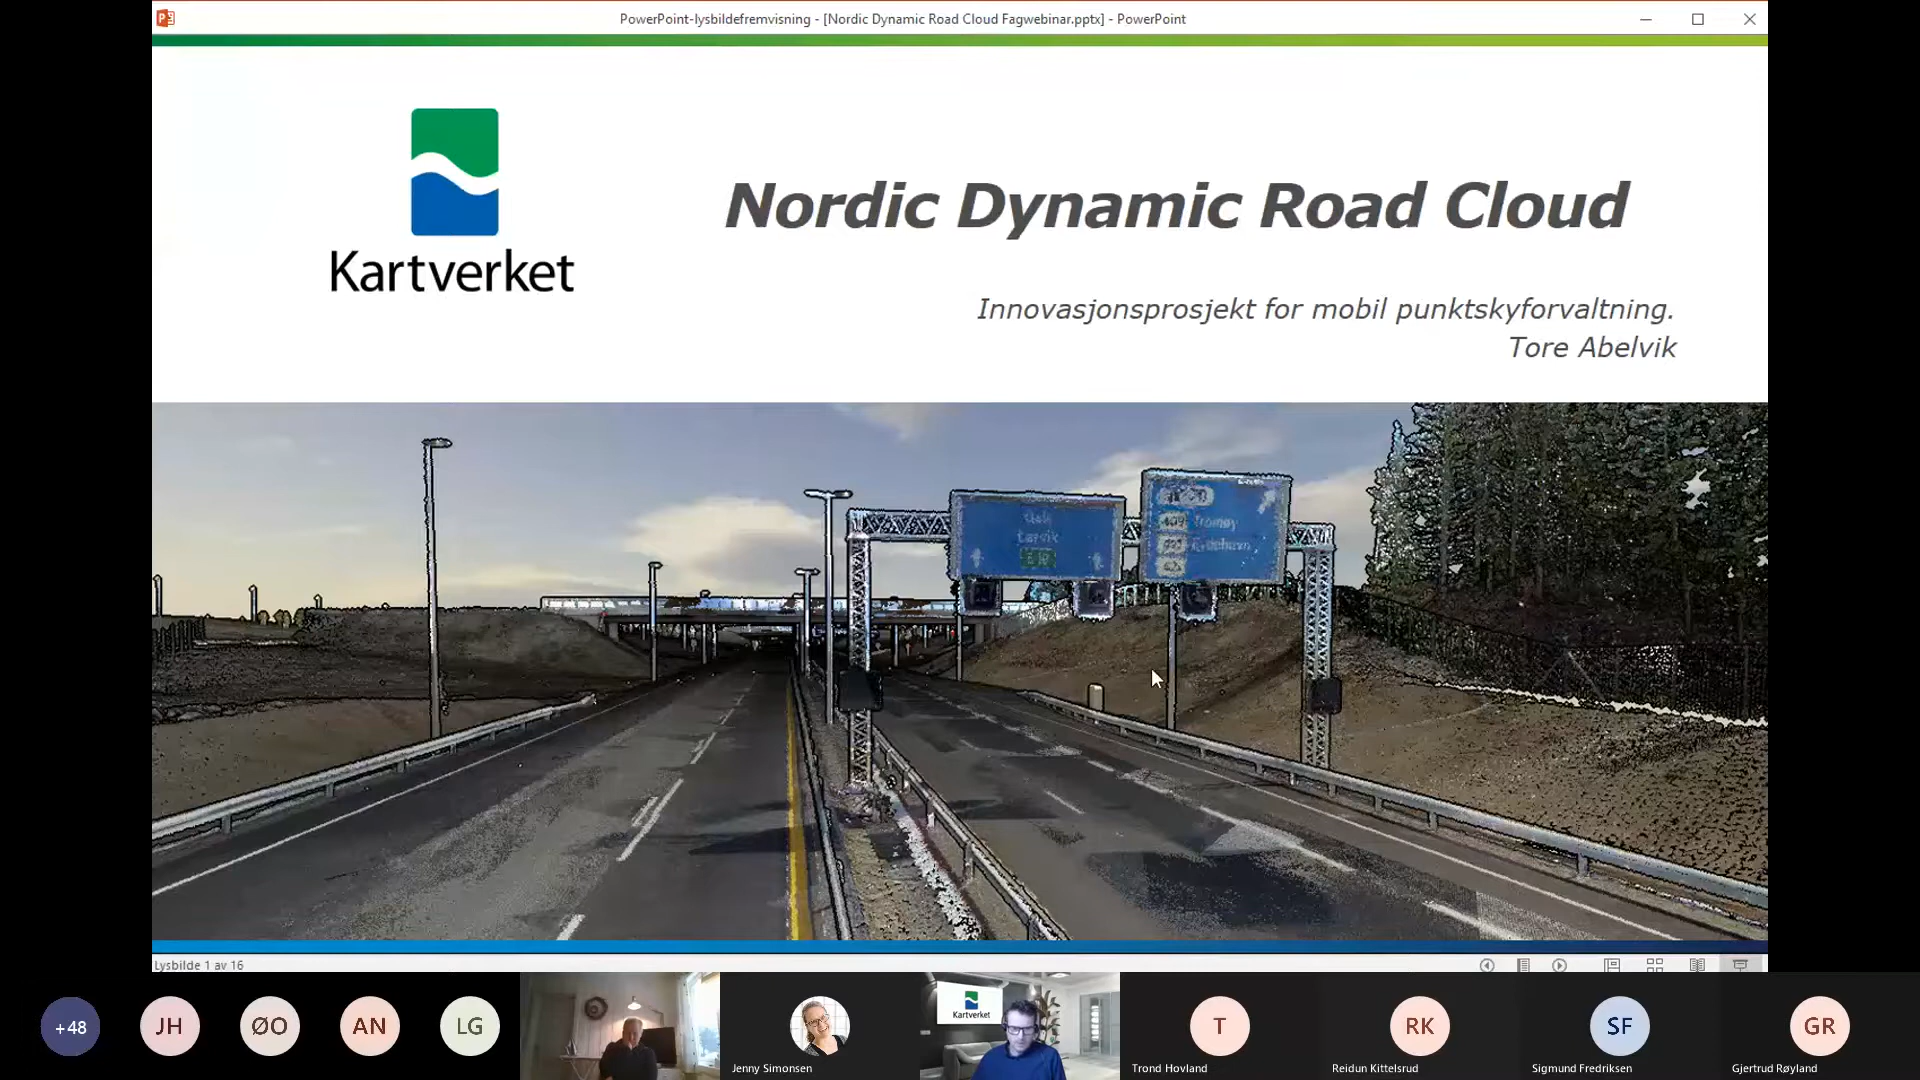 PowerPoint-lysbildefremvisning - [Nordic Dynamic Road Cloud Fagwebinar.pptx] - PowerPoint
Kartverket
Nordic Dynamic Road Cloud
Innovasjonsprosjekt for mobil punktskyforvaltning.
Tore Abelvik
Larvik
Tromøy
Lysbilde 1 av 16
+48
JH
ØO
AN
LG
Jenny Simonsen
Kartverket
T
Trond Hovland
RK
Reidun Kittelsrud
SF
Sigmund Fredriksen
GR
Gjertrud Røyland